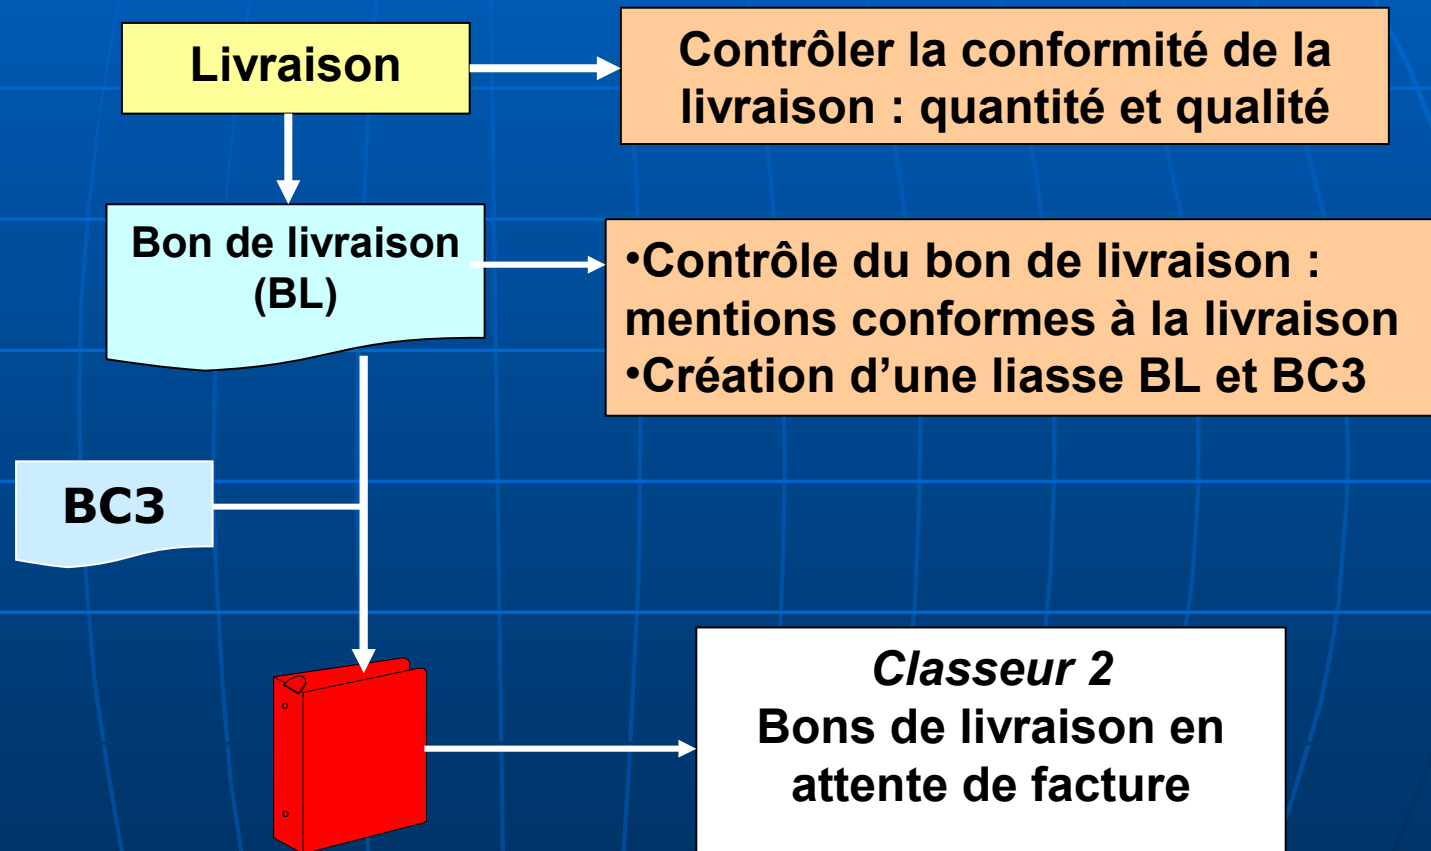 Livraison
Contrôler la conformité de la
livraison : quantité et qualité
Bon de livraison
(BL)
•Contrôle du bon de livraison :
mentions conformes à la livraison
•Création d’une liasse BL et BC3
BC3
Classeur 2
Bons de livraison en
attente de facture